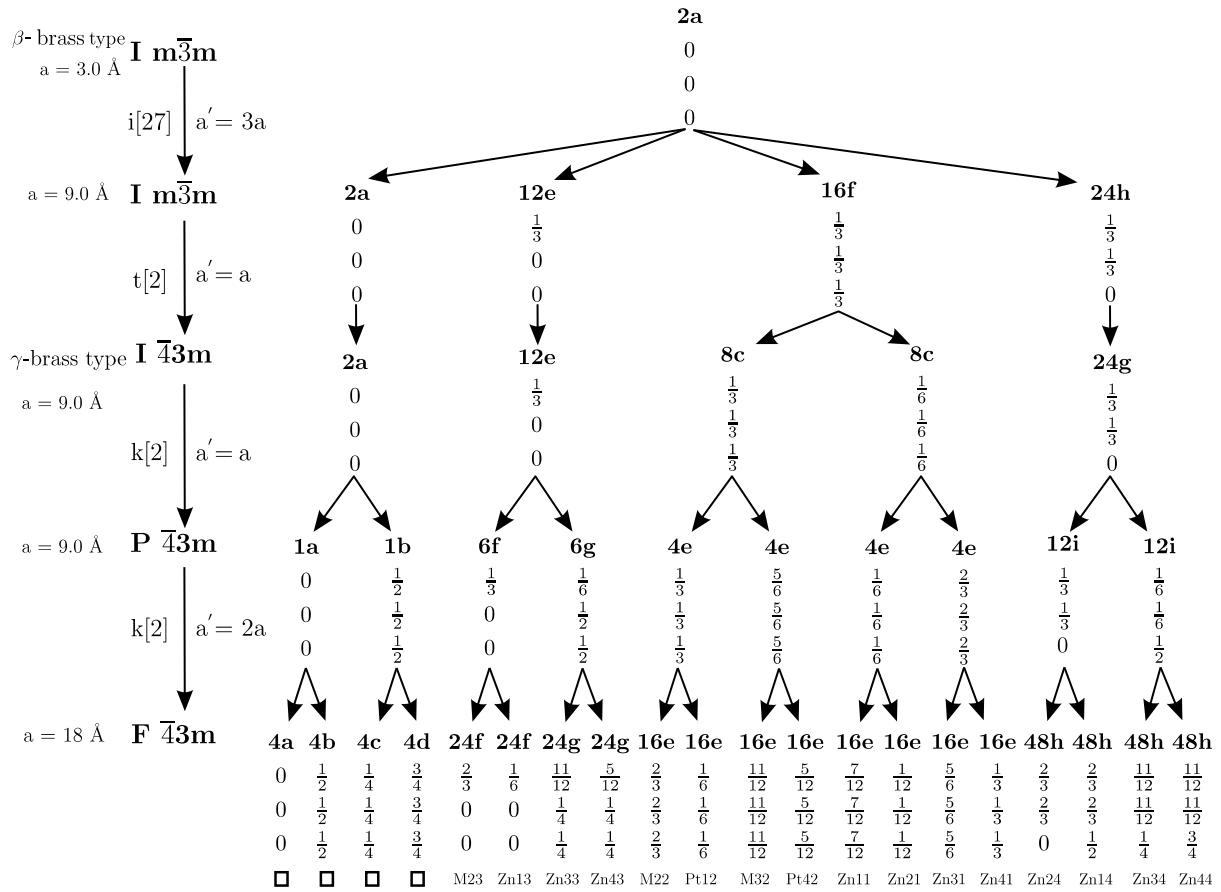 2a
β- brass type I m3̅m
0
a = 3.0 Å
0
i[27] a′= 3a
0
a = 9.0 Å I m3̅m 2a 12e 16f 24h
0 1/3 1/3 1/3
0 0 1/3 1/3
t[2] a′= a
0 0 1/3 0
γ-brass type I 4̅3m 2a 12e 8c 8c 24g
a = 9.0 Å
0 1/3 1/3 1/6 1/3
0 0 1/3 1/6 1/3
k[2] a′= a
0 0 1/3 1/6 0
a = 9.0 Å P 4̅3m 1a 1b 6f 6g 4e 4e 4e 4e 12i 12i
0 1/2 1/3 1/6 1/3 5/6 1/6 2/3 1/3 1/6
0 1/2 0 1/2 1/3 5/6 1/6 2/3 1/3 1/6
k[2] a′= 2a
0 1/2 0 1/2 1/3 5/6 1/6 2/3 0 1/2
a = 18 Å F 4̅3m 4a 4b 4c 4d 24f 24f 24g 24g 16e 16e 16e 16e 16e 16e 16e 16e 48h 48h 48h 48h
0 1/2 1/4 3/4 2/3 1/6 11/12 5/12 2/3 1/6 11/12 5/12 7/12 1/12 5/6 1/3 2/3 2/3 11/12 11/12
0 1/2 1/4 3/4 0 0 1/4 1/4 2/3 1/6 11/12 5/12 7/12 1/12 5/6 1/3 2/3 2/3 11/12 11/12
0 1/2 1/4 3/4 0 0 1/4 1/4 2/3 1/6 11/12 5/12 7/12 1/12 5/6 1/3 0 1/2 1/4 3/4
□ □ □ □ M23 Zn13 Zn33 Zn43 M22 Pt12 M32 Pt42 Zn11 Zn21 Zn31 Zn41 Zn24 Zn14 Zn34 Zn44